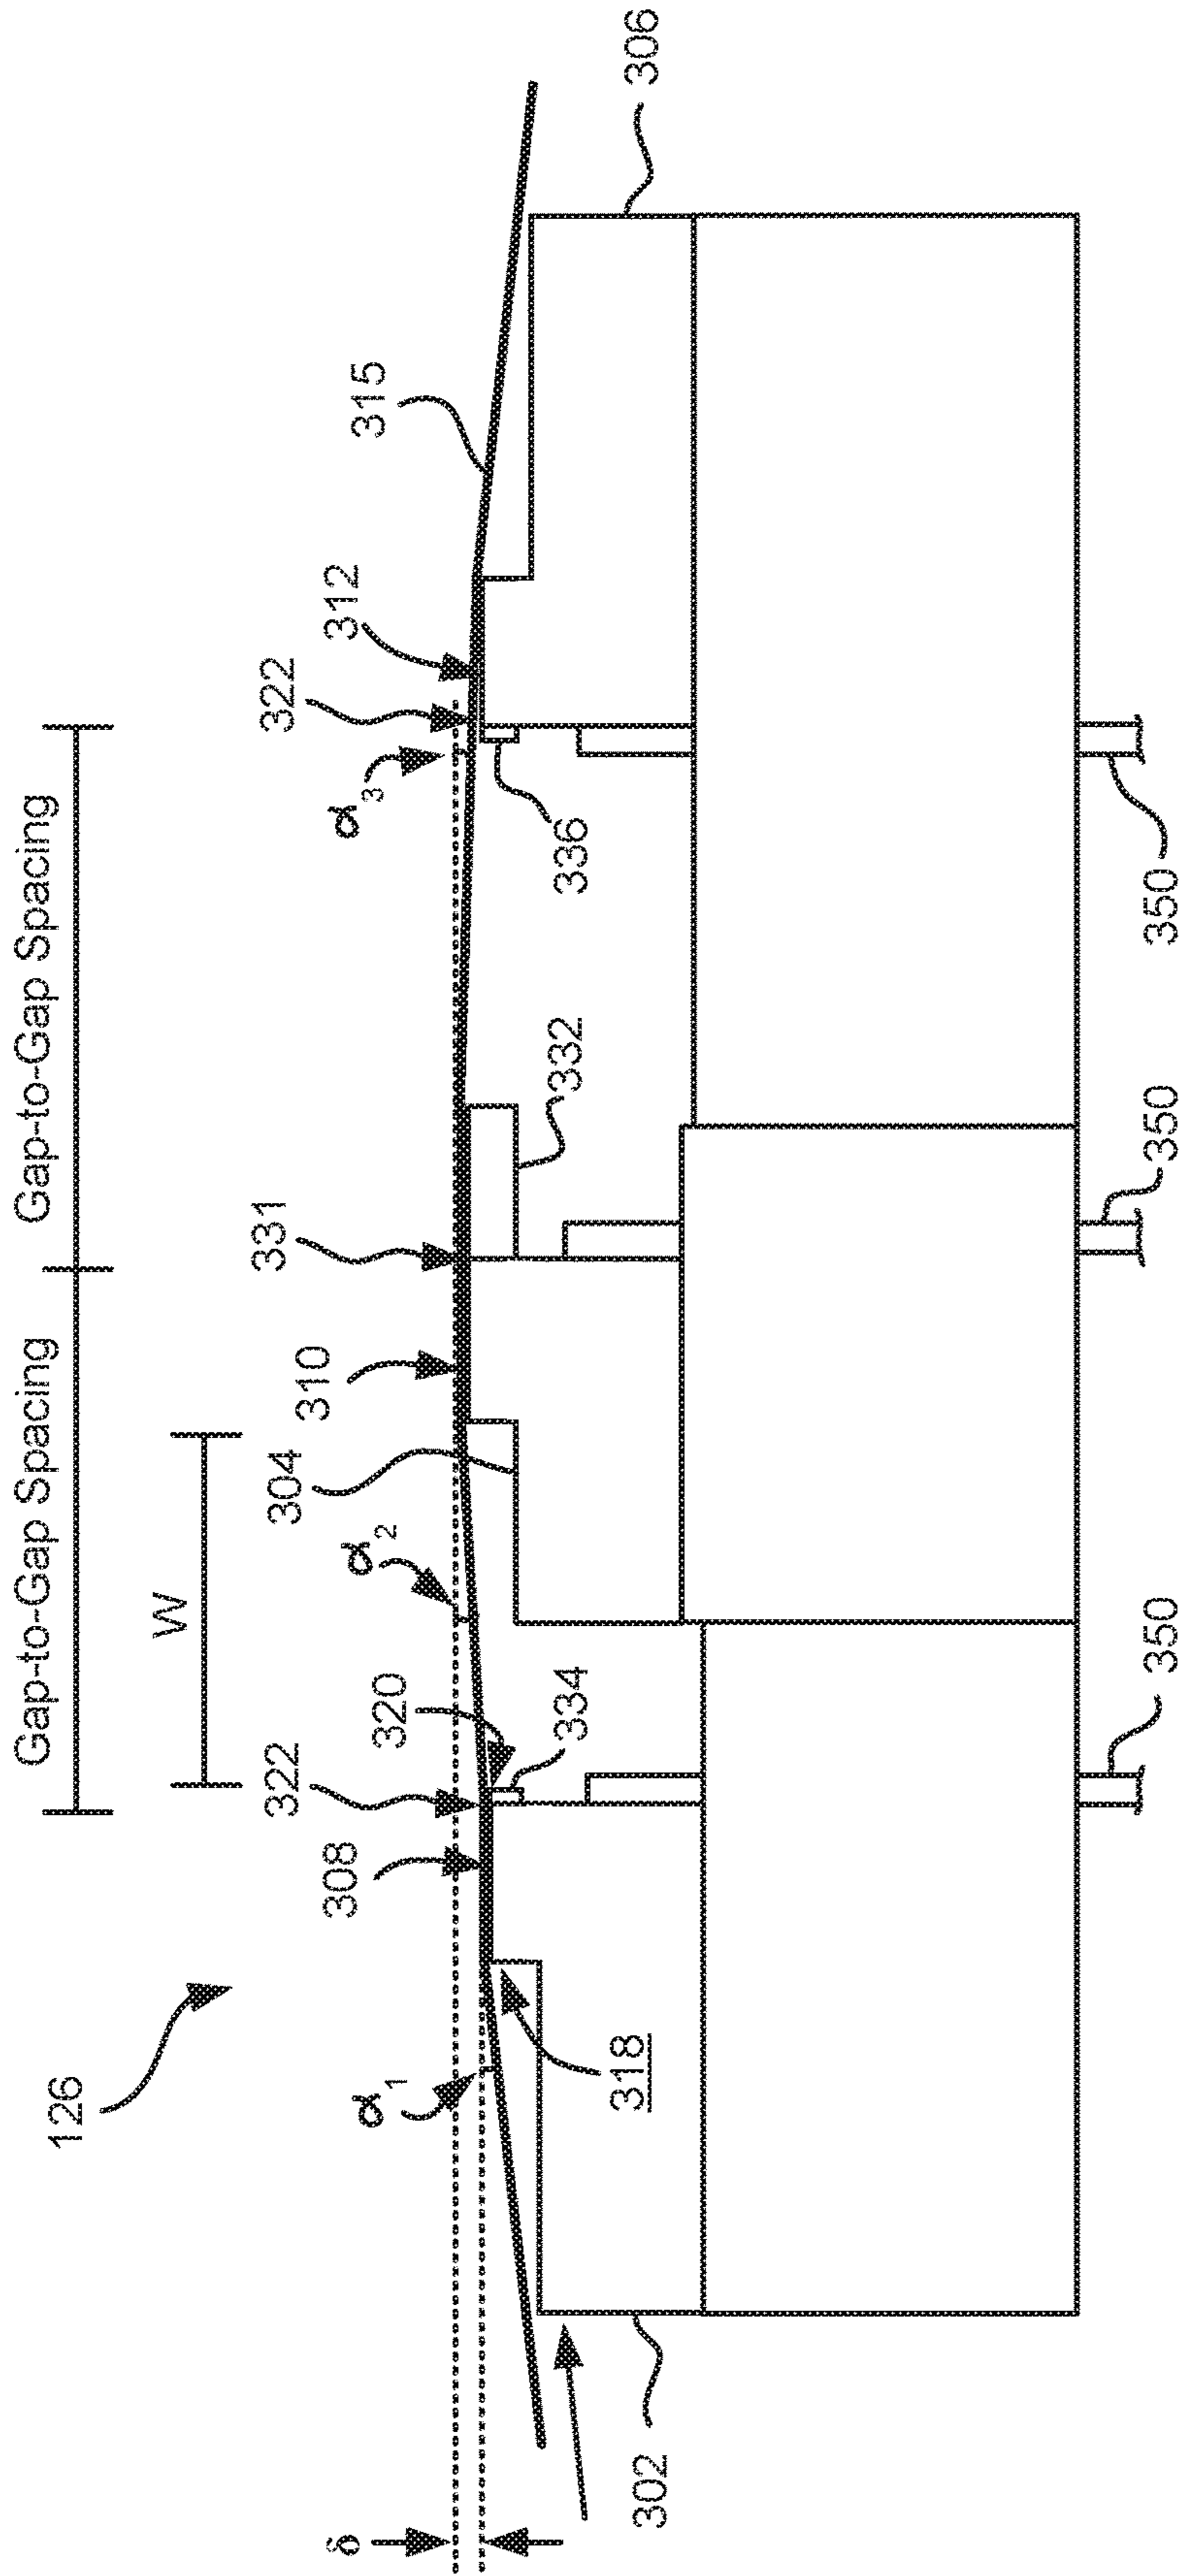 Gap-to-Gap Spacing
Gap-to-Gap Spacing
126
W
δ
α1
308
322
320
α2
304
310
331
α3
322
312
315
318
334
332
336
302
306
350
350
350